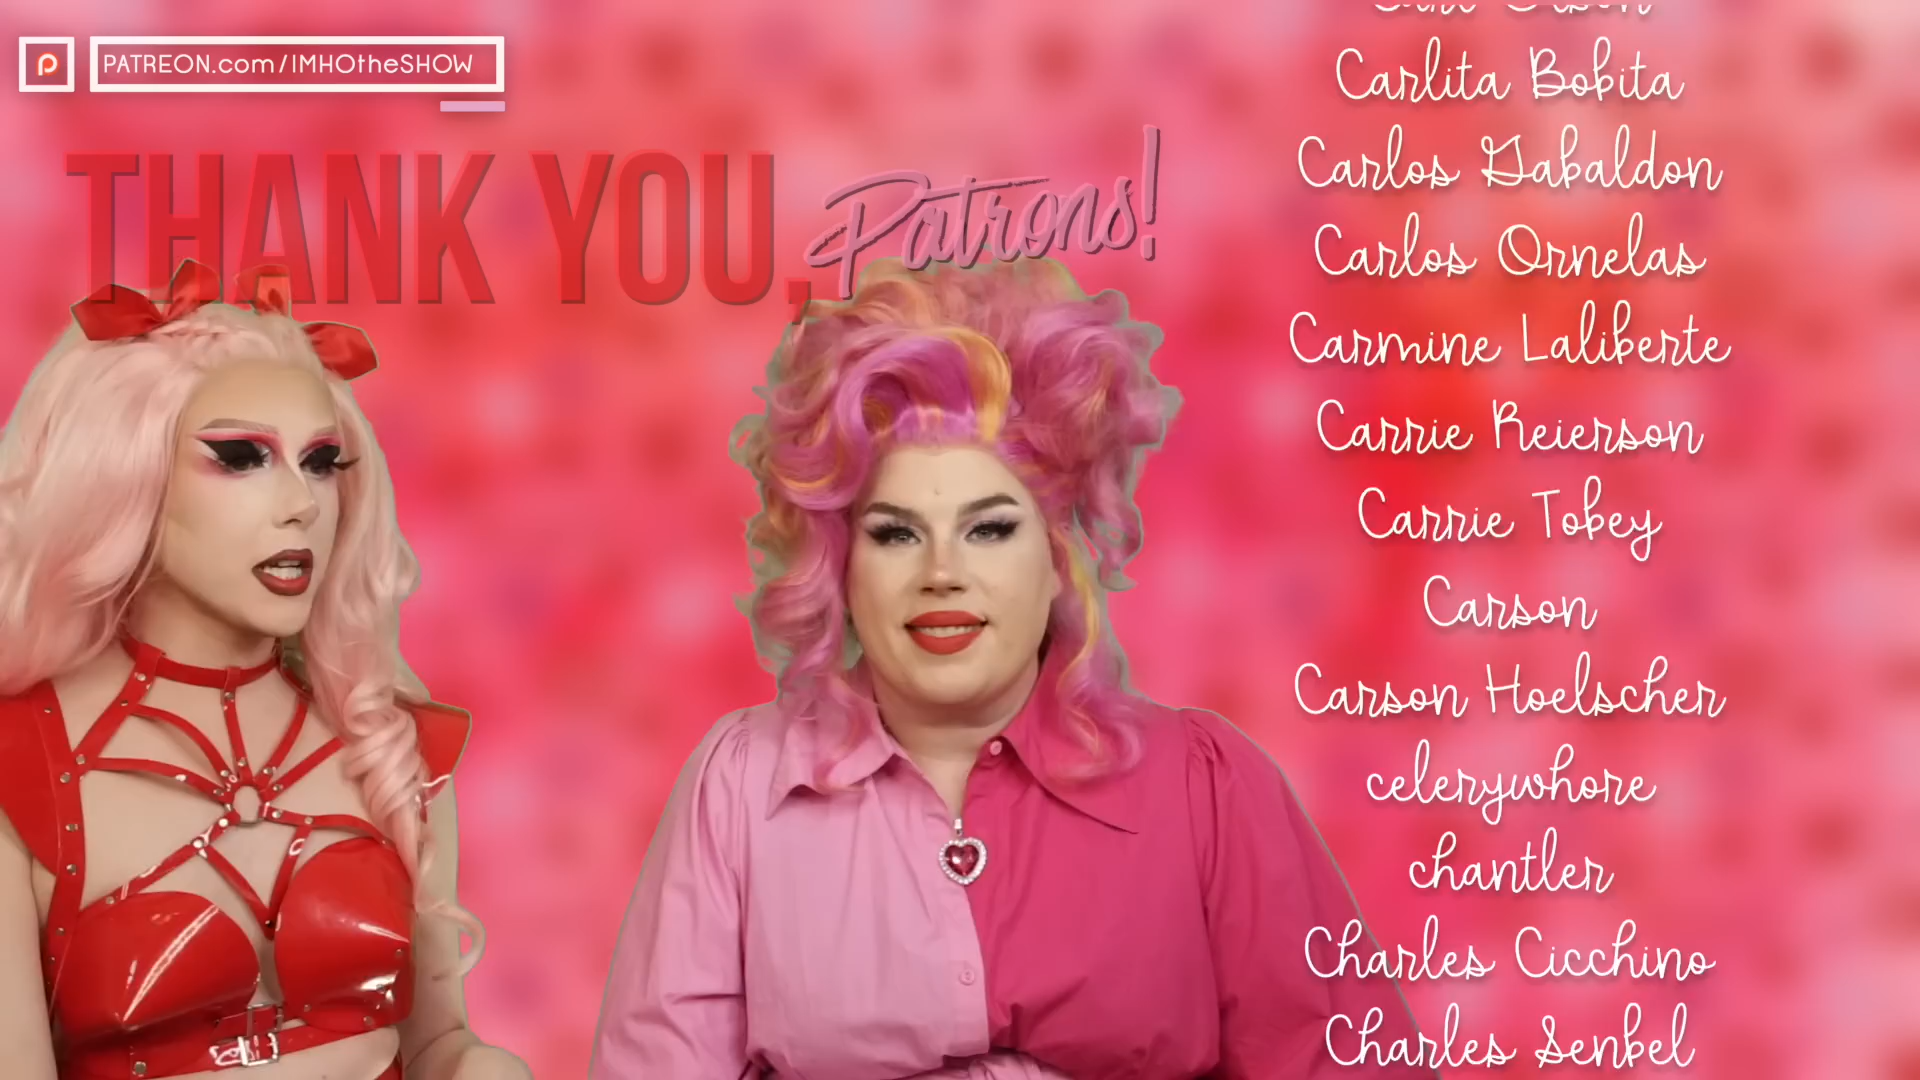 PATREON.com/IMHOtheSHOW
THANK YOU, Patrons!
Carlita Bobita
Carlos Gabaldon
Carlos Ornelas
Carmine Laliberte
Carrie Reierson
Carrie Tobey
Carson
Carson Hoelscher
celerywhore
chantler
Charles Cicchino
Charles Senkel